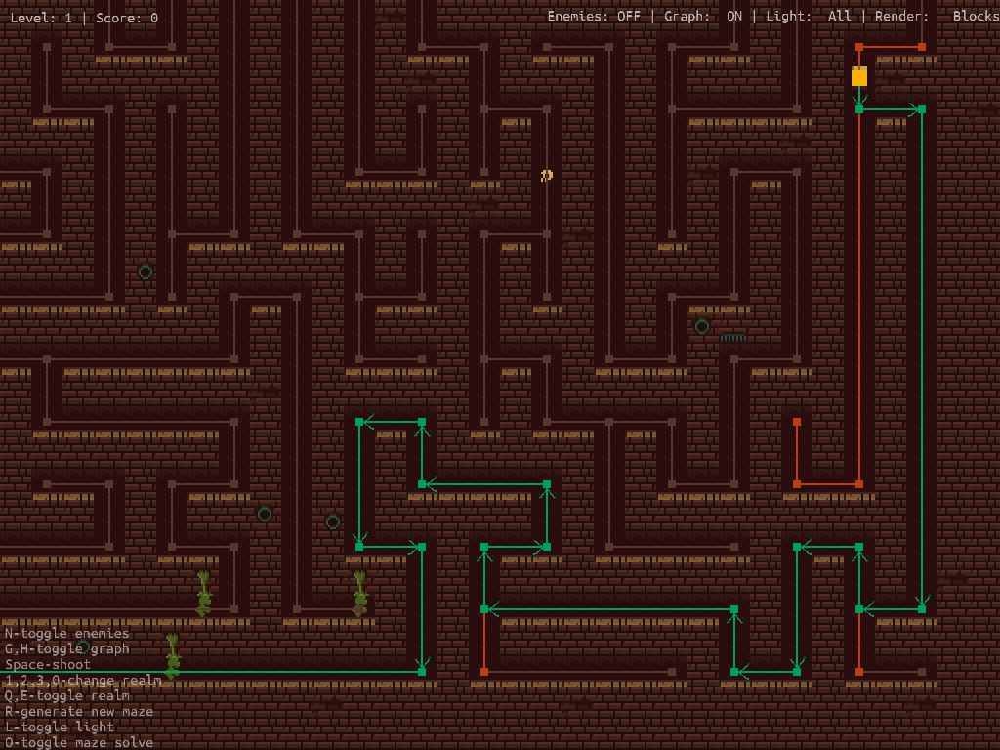 Level: 1 | Score: 0
Enemies: OFF | Graph: ON | Light: All | Render: Blocks
N-toggle enemies
G,H-toggle graph
Space-shoot
1,2,3,0-change realm
Q,E-toggle realm
R-generate new maze
L-toggle light
O-toggle maze solve